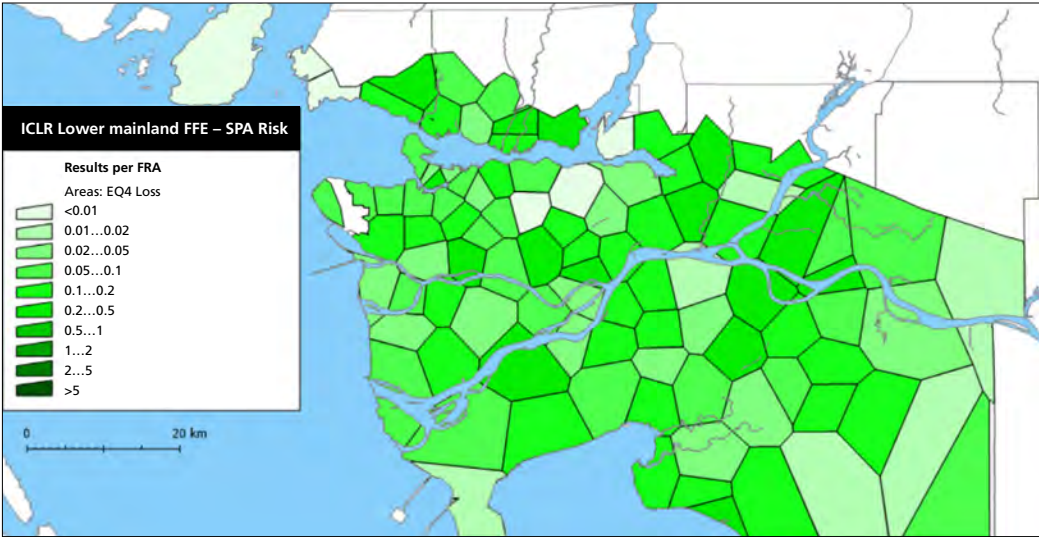 ICLR Lower mainland FFE – SPA Risk
Results per FRA
Areas: EQ4 Loss
<0.01
0.01…0.02
0.02…0.05
0.05…0.1
0.1…0.2
0.2…0.5
0.5…1
1…2
2…5
>5
0 20 km